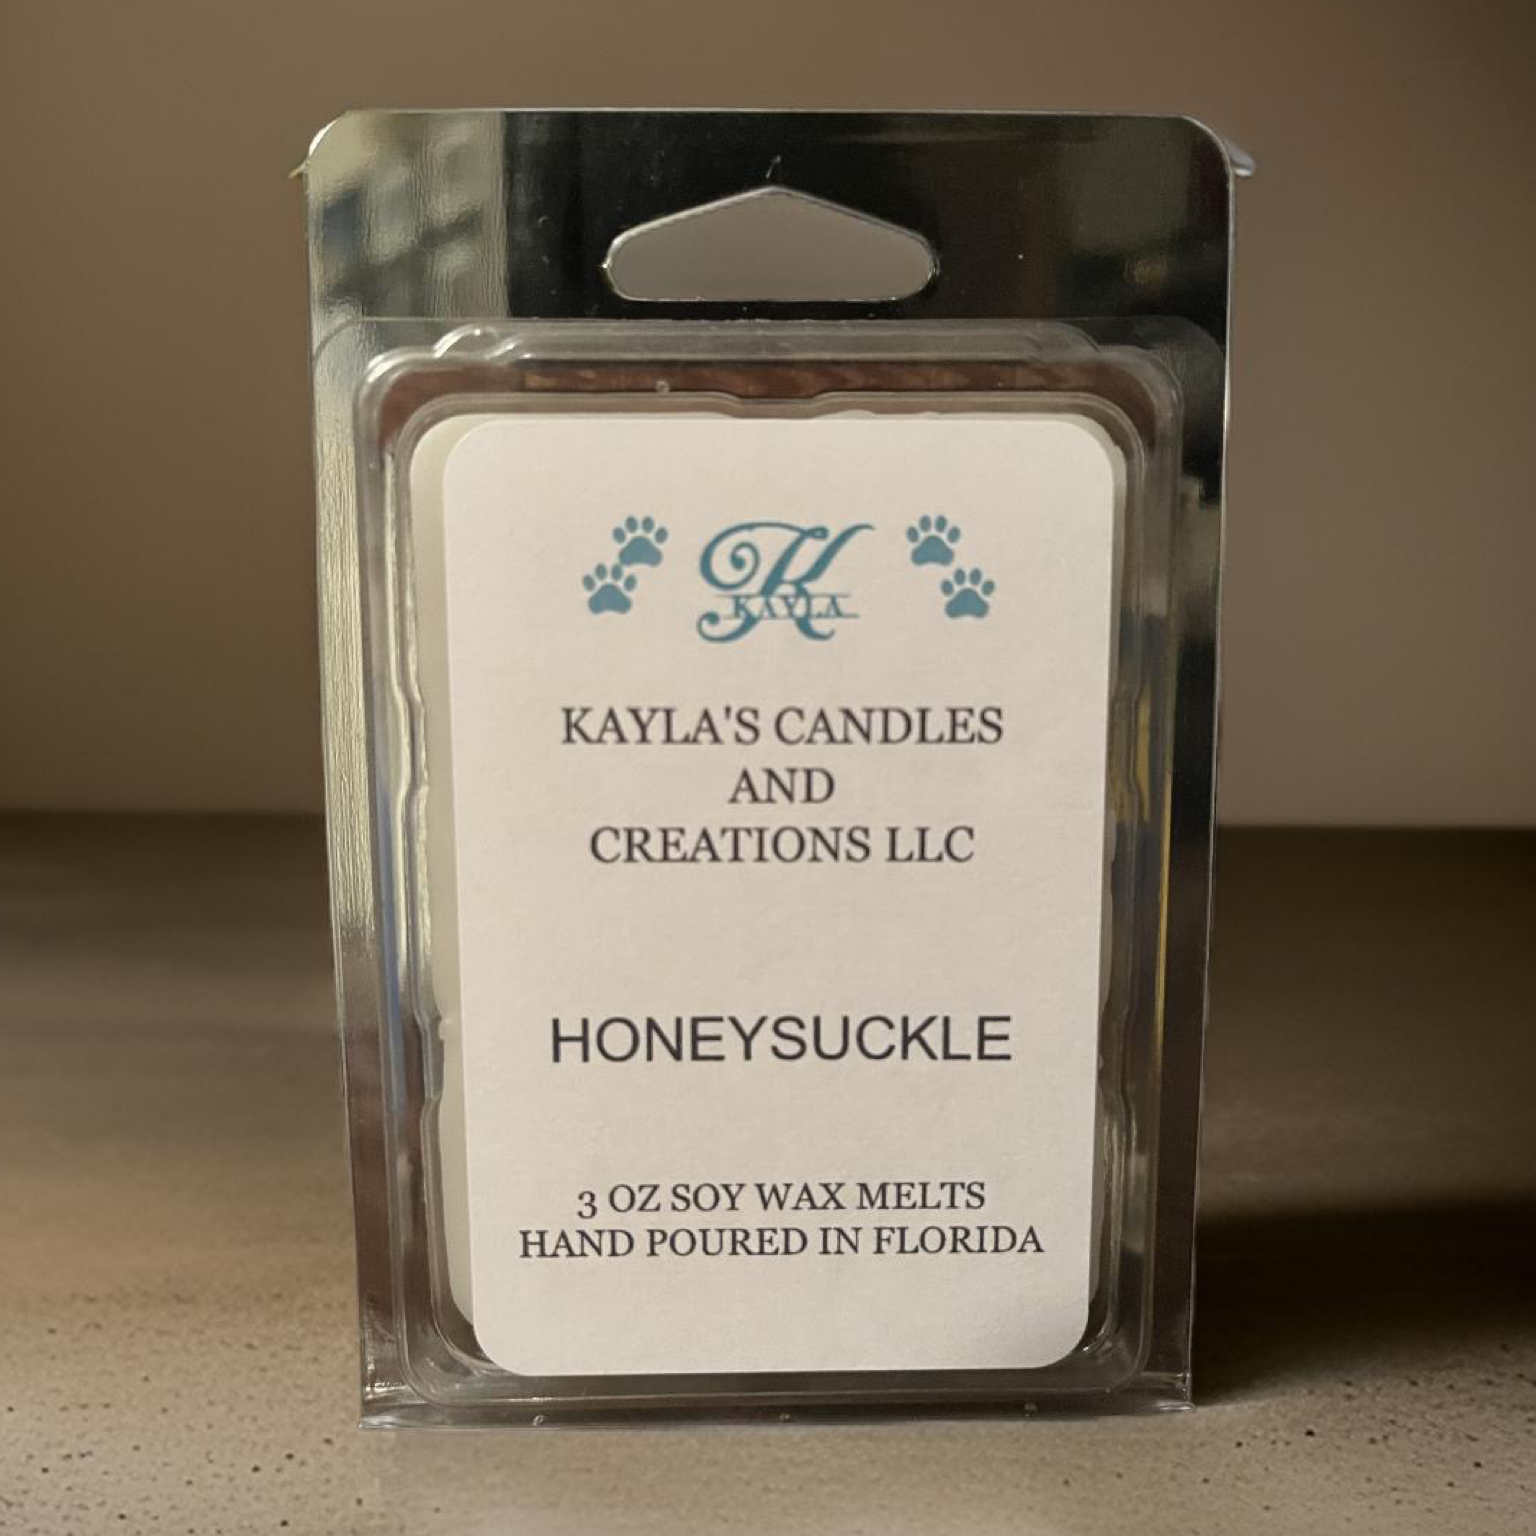 K
KAYLA
KAYLA'S CANDLES
AND
CREATIONS LLC
HONEYSUCKLE
3 OZ SOY WAX MELTS
HAND POURED IN FLORIDA